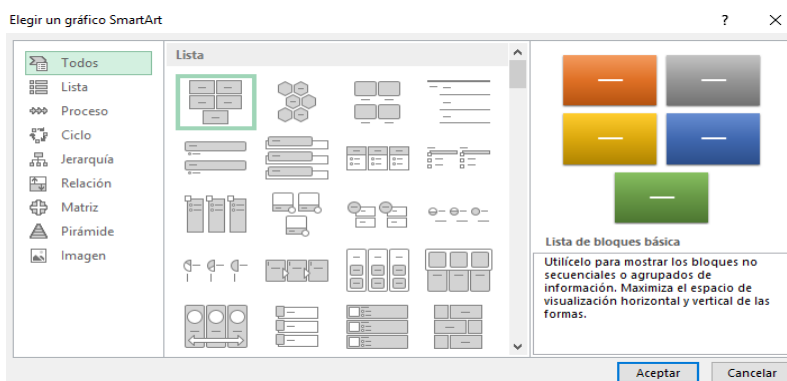 Elegir un gráfico SmartArt
?
Todos
Lista
Proceso
Ciclo
Jerarquía
Relación
Matriz
Pirámide
Imagen
Lista
Lista de bloques básica
Utilícelo para mostrar los bloques no
secuenciales o agrupados de
información. Maximiza el espacio de
visualización horizontal y vertical de las
formas.
Aceptar
Cancelar